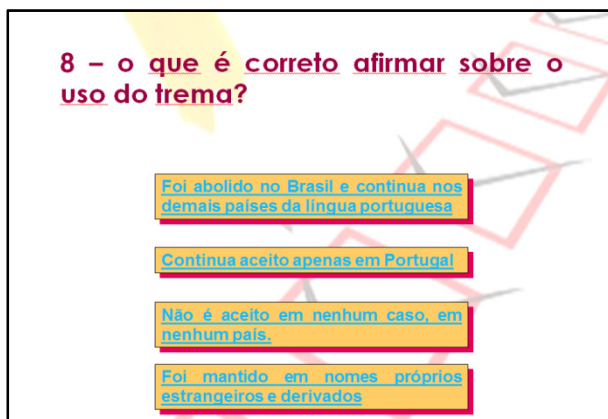 8 – o que é correto afirmar sobre o
uso do trema?
Foi abolido no Brasil e continua nos
demais países da língua portuguesa
Continua aceito apenas em Portugal
Não é aceito em nenhum caso, em
nenhum país.
Foi mantido em nomes próprios
estrangeiros e derivados